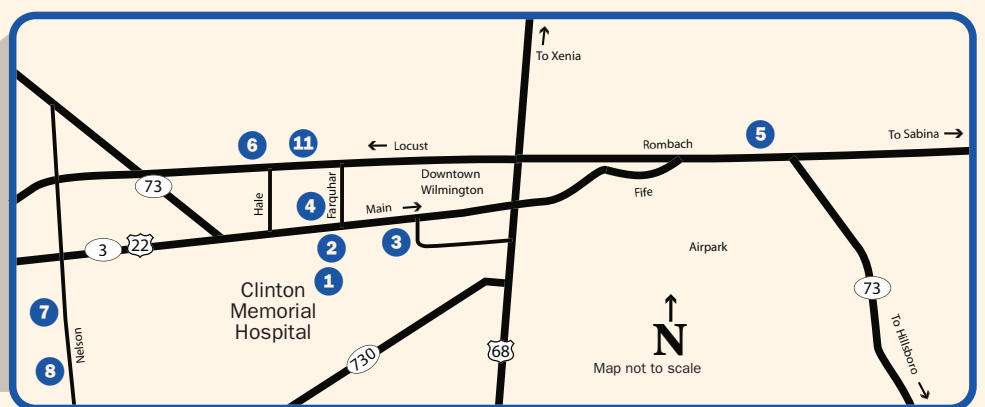 To Xenia
6
11
Locust
Rombach
5
To Sabina
73
Hale
4
Farquhar
Downtown
Wilmington
Main
Fife
3
22
2
3
Airpark
1
Clinton
Memorial
Hospital
73
7
Nelson
8
730
68
N
Map not to scale
To Hillsboro